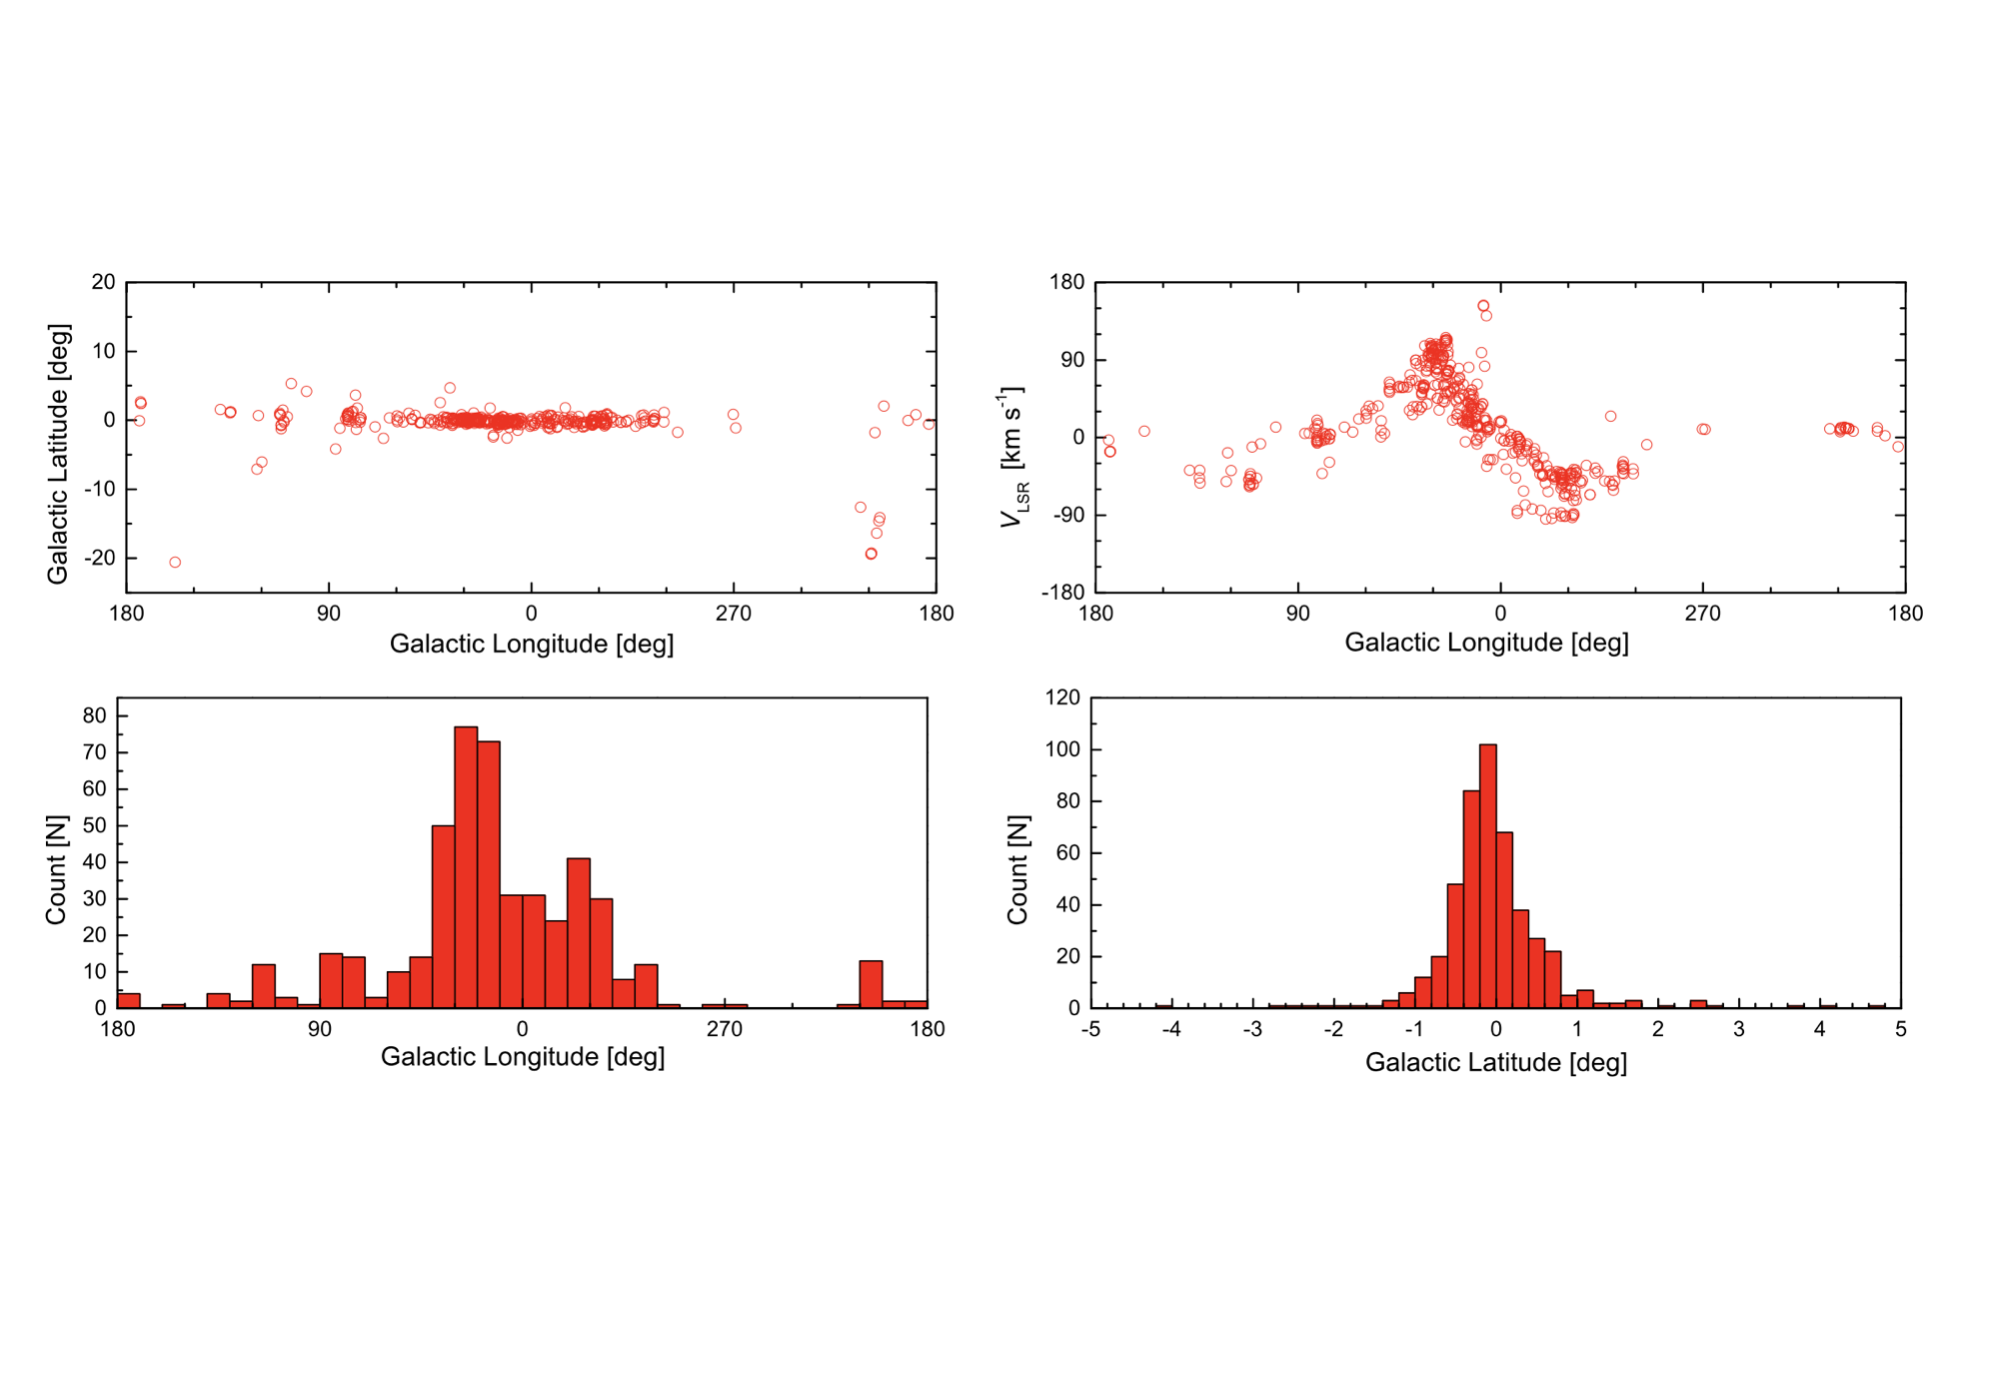 20
10
0
-10
-20
180 90 0 270 180
Galactic Longitude [deg]
Galactic Latitude [deg]
180
90
0
-90
-180
180 90 0 270 180
Galactic Longitude [deg]
V LSR [km s-1]
80
70
60
50
40
30
20
10
0
180 90 0 270 180
Galactic Longitude [deg]
Count [N]
120
100
80
60
40
20
0
-5 -4 -3 -2 -1 0 1 2 3 4 5
Galactic Latitude [deg]
Count [N]